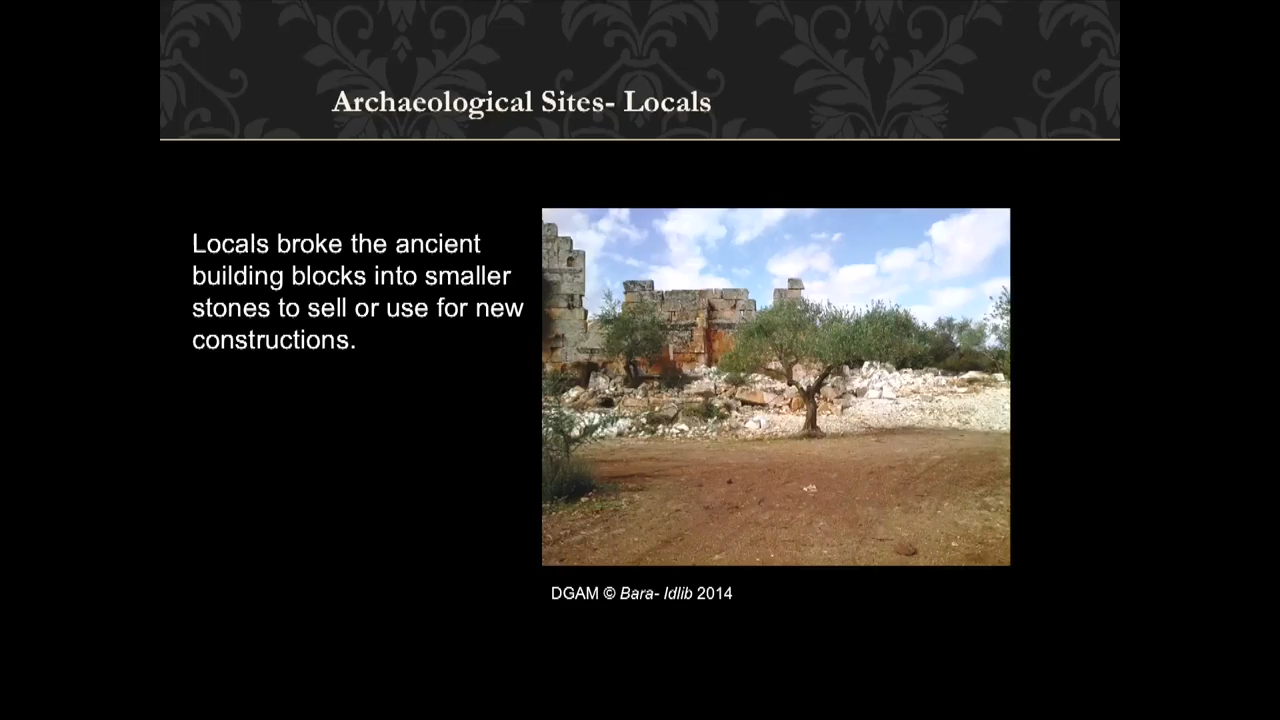 Archaeological Sites- Locals
Locals broke the ancient
building blocks into smaller
stones to sell or use for new
constructions.
DGAM © Bara- Idlib 2014